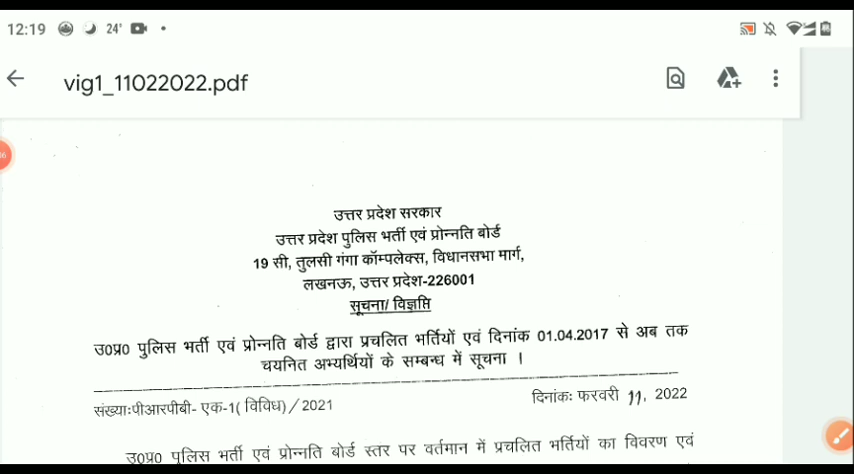 12:19 24°
vig1_11022022.pdf
उत्तर प्रदेश सरकार
उत्तर प्रदेश पुलिस भर्ती एवं प्रोन्नति बोर्ड
19 सी, तुलसी गंगा कॉम्पलेक्स, विधानसभा मार्ग,
लखनऊ, उत्तर प्रदेश-226001
सूचना/ विज्ञप्ति
उ0प्र0 पुलिस भर्ती एवं प्रोन्नति बोर्ड द्वारा प्रचलित भर्तियों एवं दिनांक 01.04.2017 से अब तक
चयनित अभ्यर्थियों के सम्बन्ध में सूचना ।
संख्याःपीआरपीबी- एक-1( विविध)/2021 दिनांकः फरवरी 11, 2022
उ0प्र0 पुलिस भर्ती एवं प्रोन्नति बोर्ड स्तर पर वर्तमान में प्रचलित भर्तियों का विवरण एवं